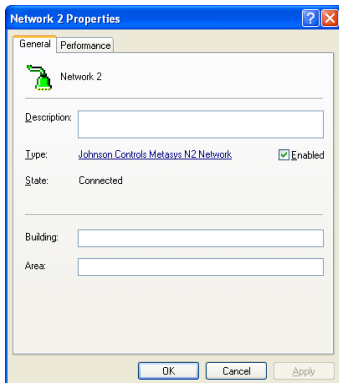 Network 2 Properties
General Performance
Network 2
Description:
Type: Johnson Controls Metasys N2 Network Enabled
State: Connected
Building:
Area:
OK Cancel Apply